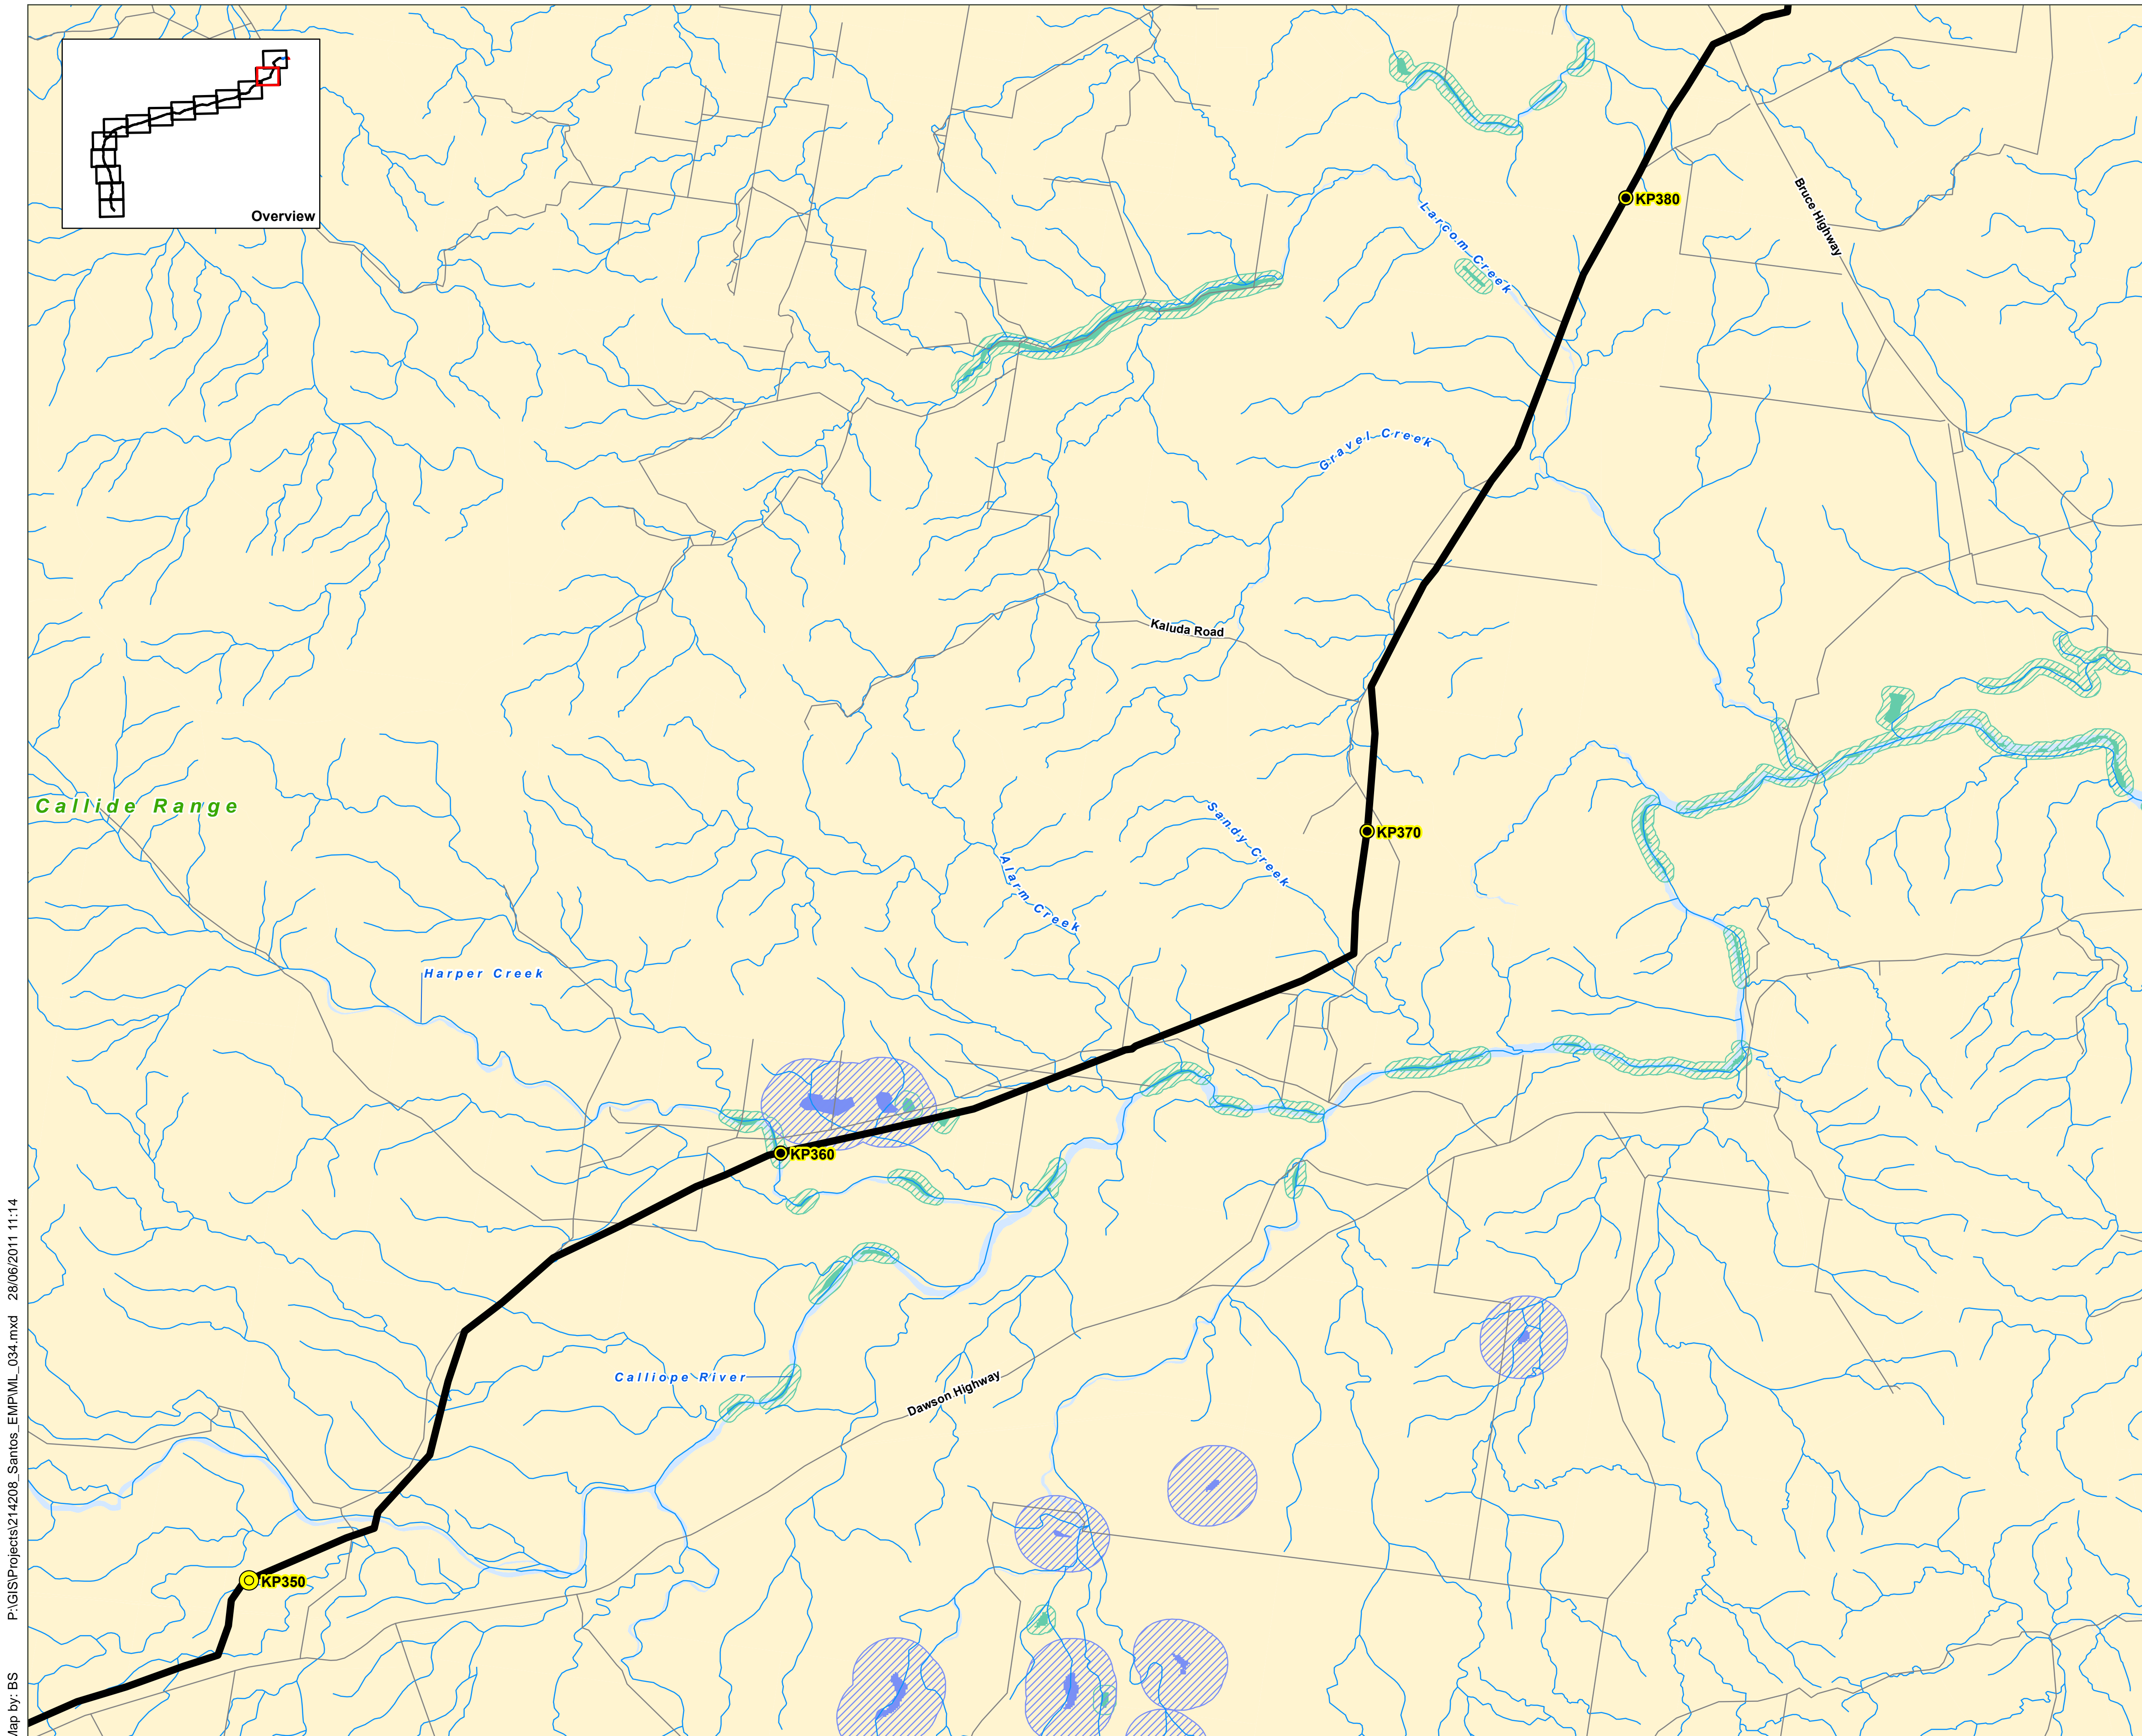 Overview
KP380
Bruce Highway
Larcom Creek
Gravel Creek
Kaluda Road
Callide Range
KP370
Sandy Creek
Alarm Creek
Harper Creek
KP360
Calliope River
Dawson Highway
KP350
Map by: BS P:\GIS\Projects\214208_Santos_EMP\ML_034.mxd 28/06/2011 11:14